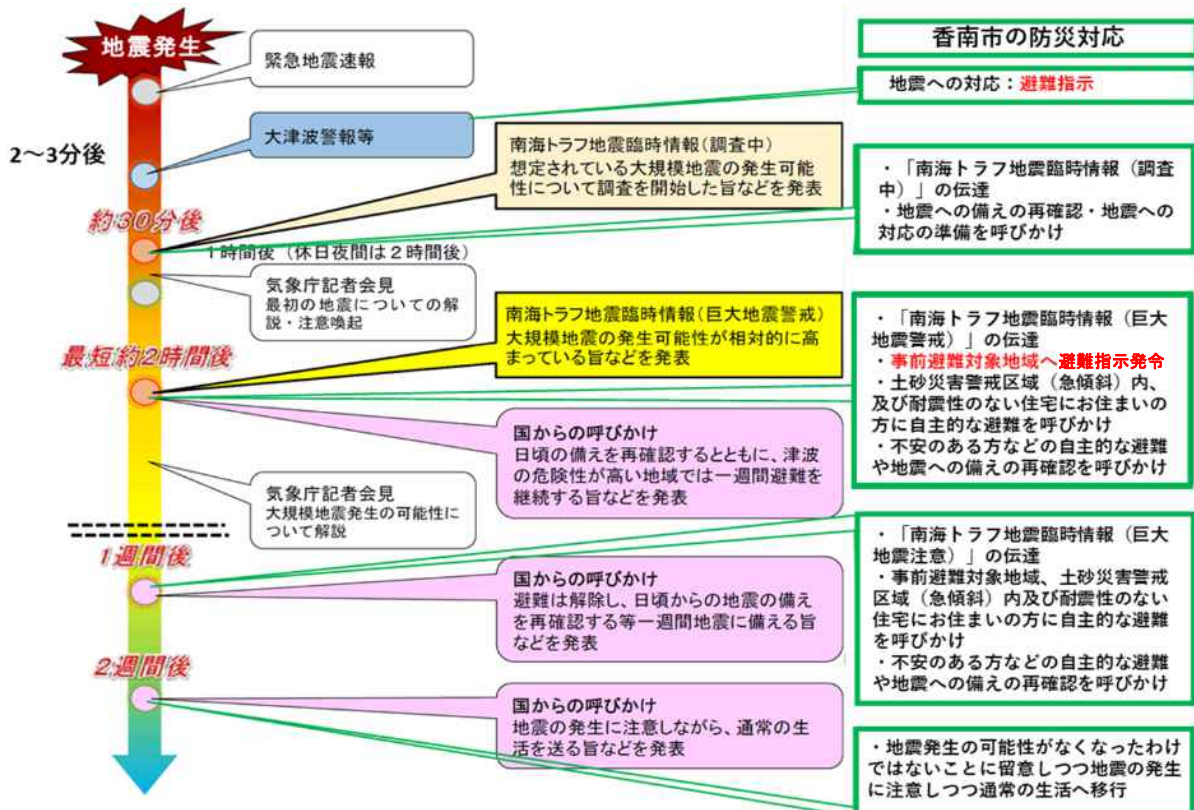 地震発生
緊急地震速報
2～3分後
大津波警報等
南海トラフ地震臨時情報（調査中）
想定されている大規模地震の発生可能
性について調査を開始した旨などを発表
約30分後
1時間後（休日夜間は2時間後）
気象庁記者会見
最初の地震についての解
説・注意喚起
南海トラフ地震臨時情報（巨大地震警戒）
大規模地震の発生可能性が相対的に高
まっている旨などを発表
最短約2時間後
国からの呼びかけ
日頃の備えを再確認するとともに、津波
の危険性が高い地域では一週間避難を
継続する旨などを発表
気象庁記者会見
大規模地震発生の可能性に
ついて解説
1週間後
国からの呼びかけ
避難は解除し、日頃からの地震の備え
を再確認する等一週間地震に備える旨
などを発表
2週間後
国からの呼びかけ
地震の発生に注意しながら、通常の生
活を送る旨などを発表
香南市の防災対応
地震への対応：避難指示
・「南海トラフ地震臨時情報（調査
中）」の伝達
・地震への備えの再確認・地震への
対応の準備を呼びかけ
・「南海トラフ地震臨時情報（巨大
地震警戒）」の伝達
・事前避難対象地域へ避難指示発令
・土砂災害警戒区域（急傾斜）内、
及び耐震性のない住宅にお住まいの
方に自主的な避難を呼びかけ
・不安のある方などの自主的な避難
や地震への備えの再確認を呼びかけ
・「南海トラフ地震臨時情報（巨大
地震注意）」の伝達
・事前避難対象地域、土砂災害警戒
区域（急傾斜）内及び耐震性のない
住宅にお住まいの方に自主的な避難
を呼びかけ
・不安のある方などの自主的な避難
や地震への備えの再確認を呼びかけ
・地震発生の可能性がなくなったわけ
ではないことに留意しつつ地震の発生
に注意しつつ通常の生活へ移行